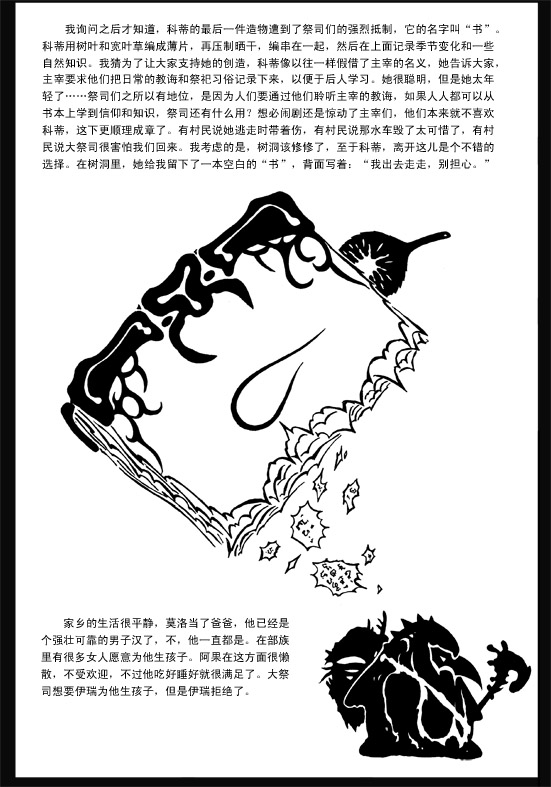 我询问之后才知道，科蒂的最后一件造物遭到了祭司们的强烈抵制，它的名字叫“书”。
科蒂用树叶和宽叶草编成薄片，再压制晒干，编串在一起，然后在上面记录季节变化和一些
自然知识。我猜为了让大家支持她的创造，科蒂像以往一样假借了主宰的名义，她告诉大家，
主宰要求他们把日常的教诲和祭祀习俗记录下来，以便于后人学习。她很聪明，但是她太年
轻了……祭司们之所以有地位，是因为人们要通过他们聆听主宰的教诲，如果人人都可以从
书本上学到信仰和知识，祭司还有什么用？想必闹剧还是惊动了主宰们，他们本来就不喜欢
科蒂，这下更顺理成章了。有村民说她逃走时带着伤，有村民说那水车毁了太可惜了，有村
民说大祭司很害怕我们回来。我考虑的是，树洞该修修了，至于科蒂，离开这儿是个不错的
选择。在树洞里，她给我留下了一本空白的“书”，背面写着：“我出去走走，别担心。”
家乡的生活很平静，莫洛当了爸爸，他已经是
个强壮可靠的男子汉了，不，他一直都是。在部族
里有很多女人愿意为他生孩子。阿果在这方面很懒
散，不受欢迎，不过他吃好睡好就很满足了。大祭
司想要伊瑞为他生孩子，但是伊瑞拒绝了。